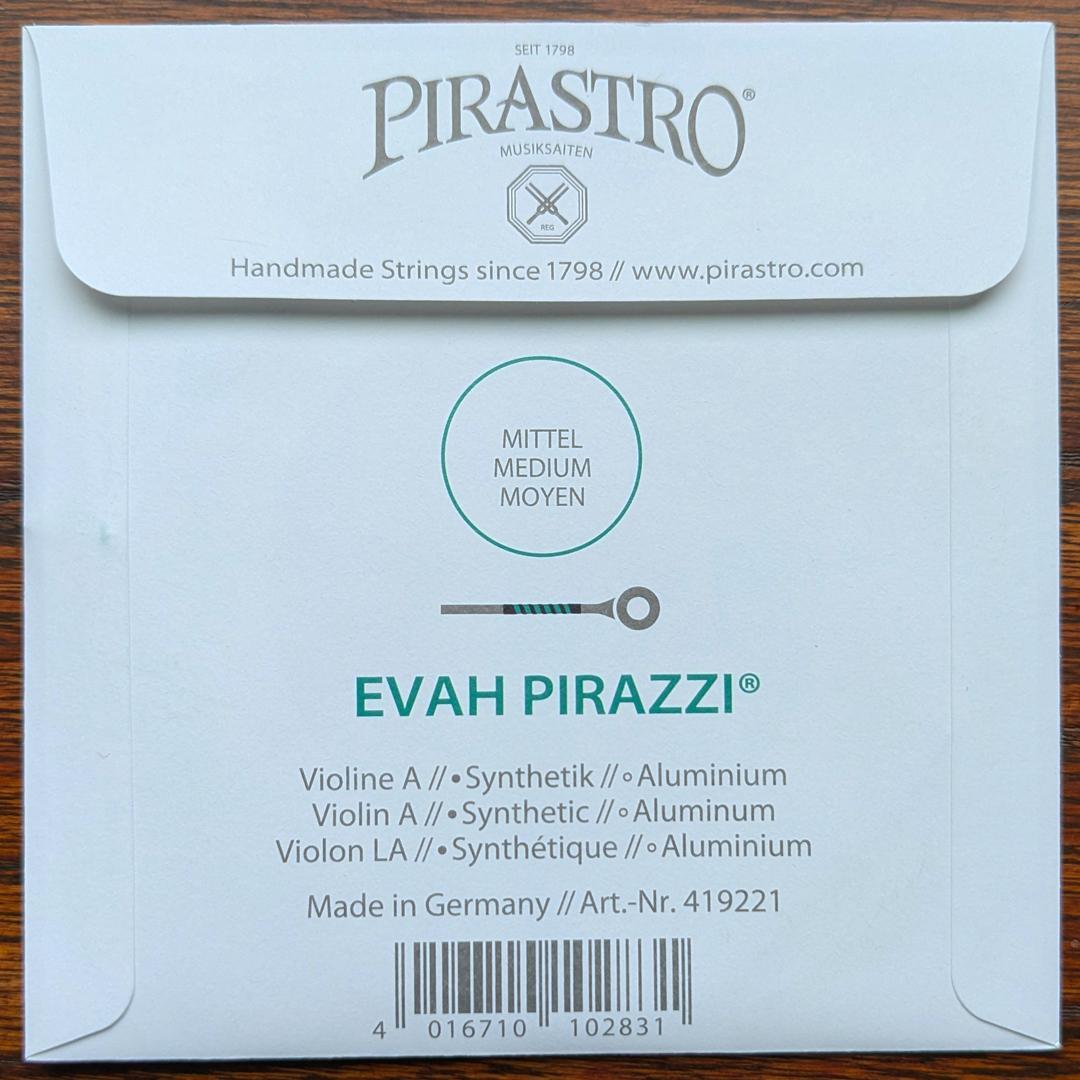 SEIT 1798
PIRASTRO®
MUSIKSAITEN
REG
Handmade Strings since 1798 // www.pirastro.com
MITTEL
MEDIUM
MOYEN
EVAH PIRAZZI®
Violine A //•Synthetik //∘Aluminium
Violin A //•Synthetic //∘Aluminum
Violon LA //•Synthétique //∘Aluminium
Made in Germany // Art.-Nr. 419221
4 016710 102831